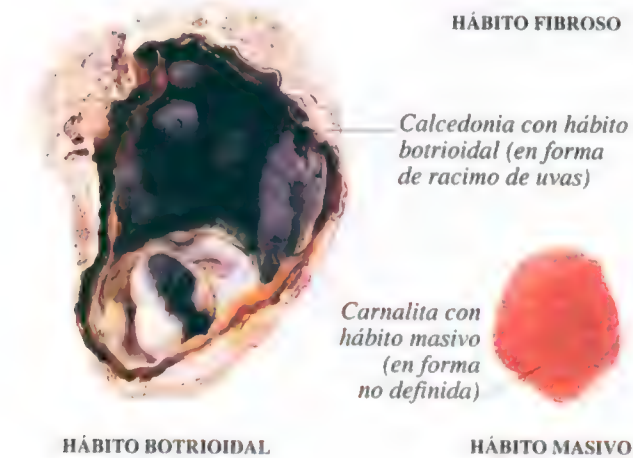 HÁBITO FIBROSO
Calcedonia con hábito
botrioidal (en forma
de racimo de uvas)
Carnalita con
hábito masivo
(en forma
no definida)
HÁBITO BOTRIOIDAL
HÁBITO MASIVO